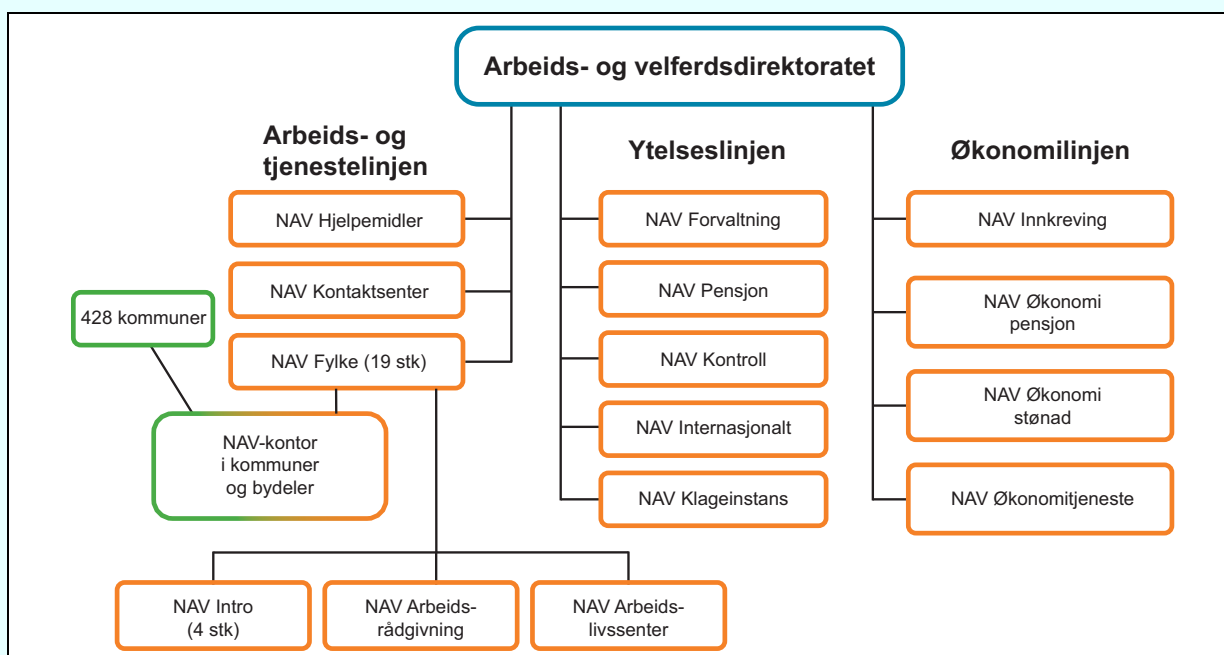 Arbeids- og velferdsdirektoratet
Arbeids- og
tjenestelinjen
NAV Hjelpemidler
NAV Kontaktsenter
428 kommuner
NAV Fylke (19 stk)
NAV-kontor
i kommuner
og bydeler
NAV Intro
(4 stk)
NAV Arbeids-
rådgivning
NAV Arbeids-
livssenter
Ytelseslinjen
NAV Forvaltning
NAV Pensjon
NAV Kontroll
NAV Internasjonalt
NAV Klageinstans
Økonomilinjen
NAV Innkreving
NAV Økonomi
pensjon
NAV Økonomi
stønad
NAV Økonomitjeneste